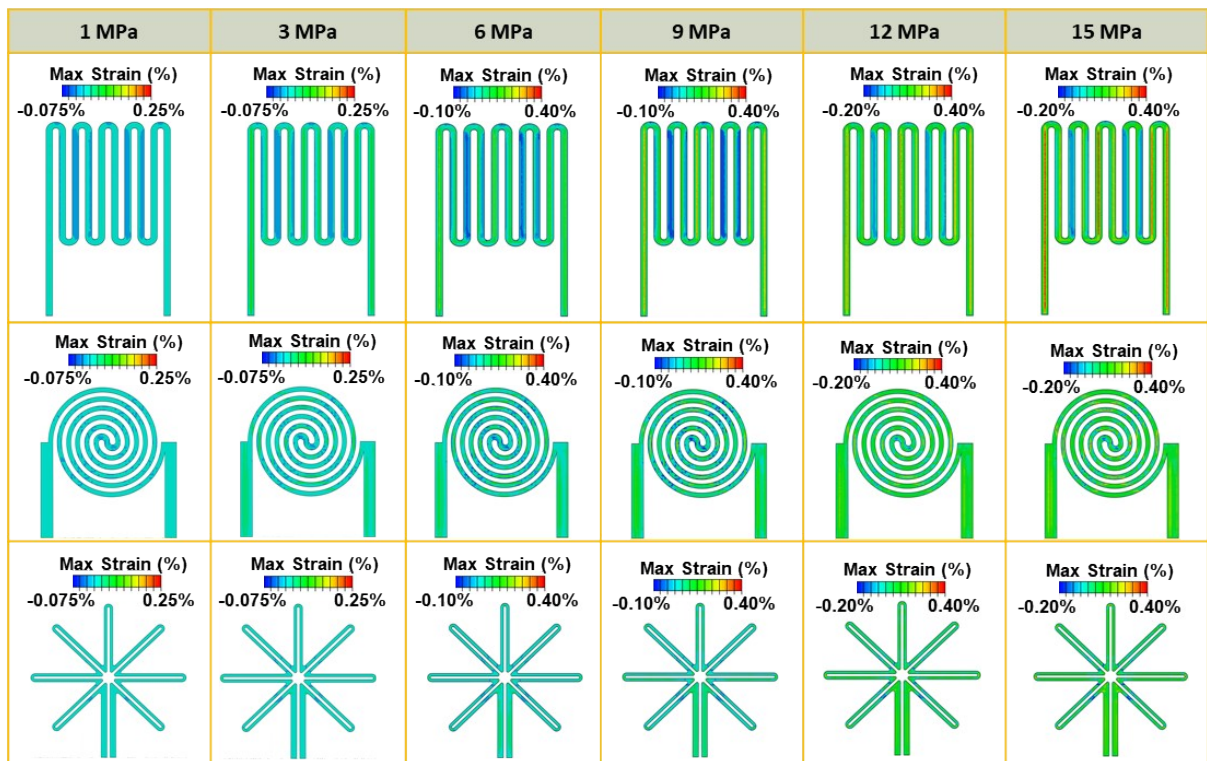 1 MPa 3 MPa 6 MPa 9 MPa 12 MPa 15 MPa
Max Strain (%) Max Strain (%) Max Strain (%) Max Strain (%) Max Strain (%) Max Strain (%)
-0.075% 0.25% -0.075% 0.25% -0.10% 0.40% -0.10% 0.40% -0.20% 0.40% -0.20% 0.40%
Max Strain (%) Max Strain (%) Max Strain (%) Max Strain (%) Max Strain (%) Max Strain (%)
-0.075% 0.25% -0.075% 0.25% -0.10% 0.40% -0.10% 0.40% -0.20% 0.40% -0.20% 0.40%
Max Strain (%) Max Strain (%) Max Strain (%) Max Strain (%) Max Strain (%) Max Strain (%)
-0.075% 0.25% -0.075% 0.25% -0.10% 0.40% -0.10% 0.40% -0.20% 0.40% -0.20% 0.40%